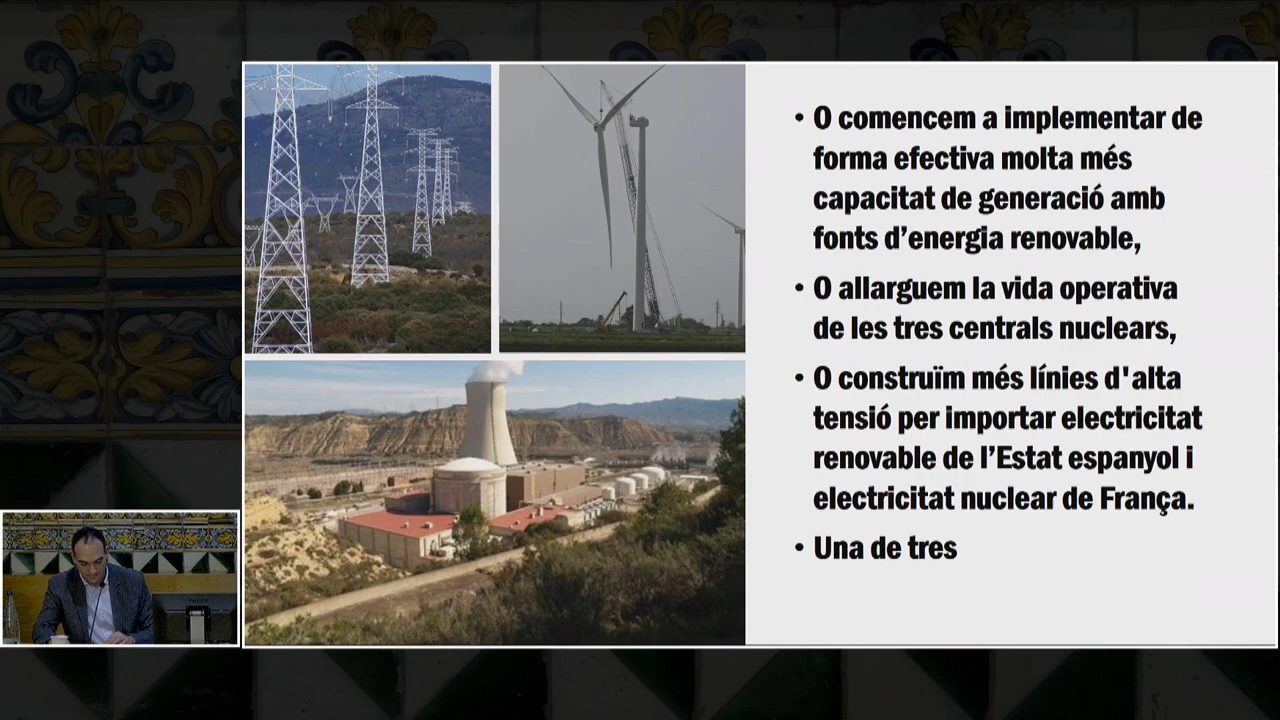 • O comencem a implementar de
forma efectiva molta més
capacitat de generació amb
fonts d’energia renovable,
• O allarguem la vida operativa
de les tres centrals nuclears,
• O construïm més línies d'alta
tensió per importar electricitat
renovable de l’Estat espanyol i
electricitat nuclear de França.
• Una de tres